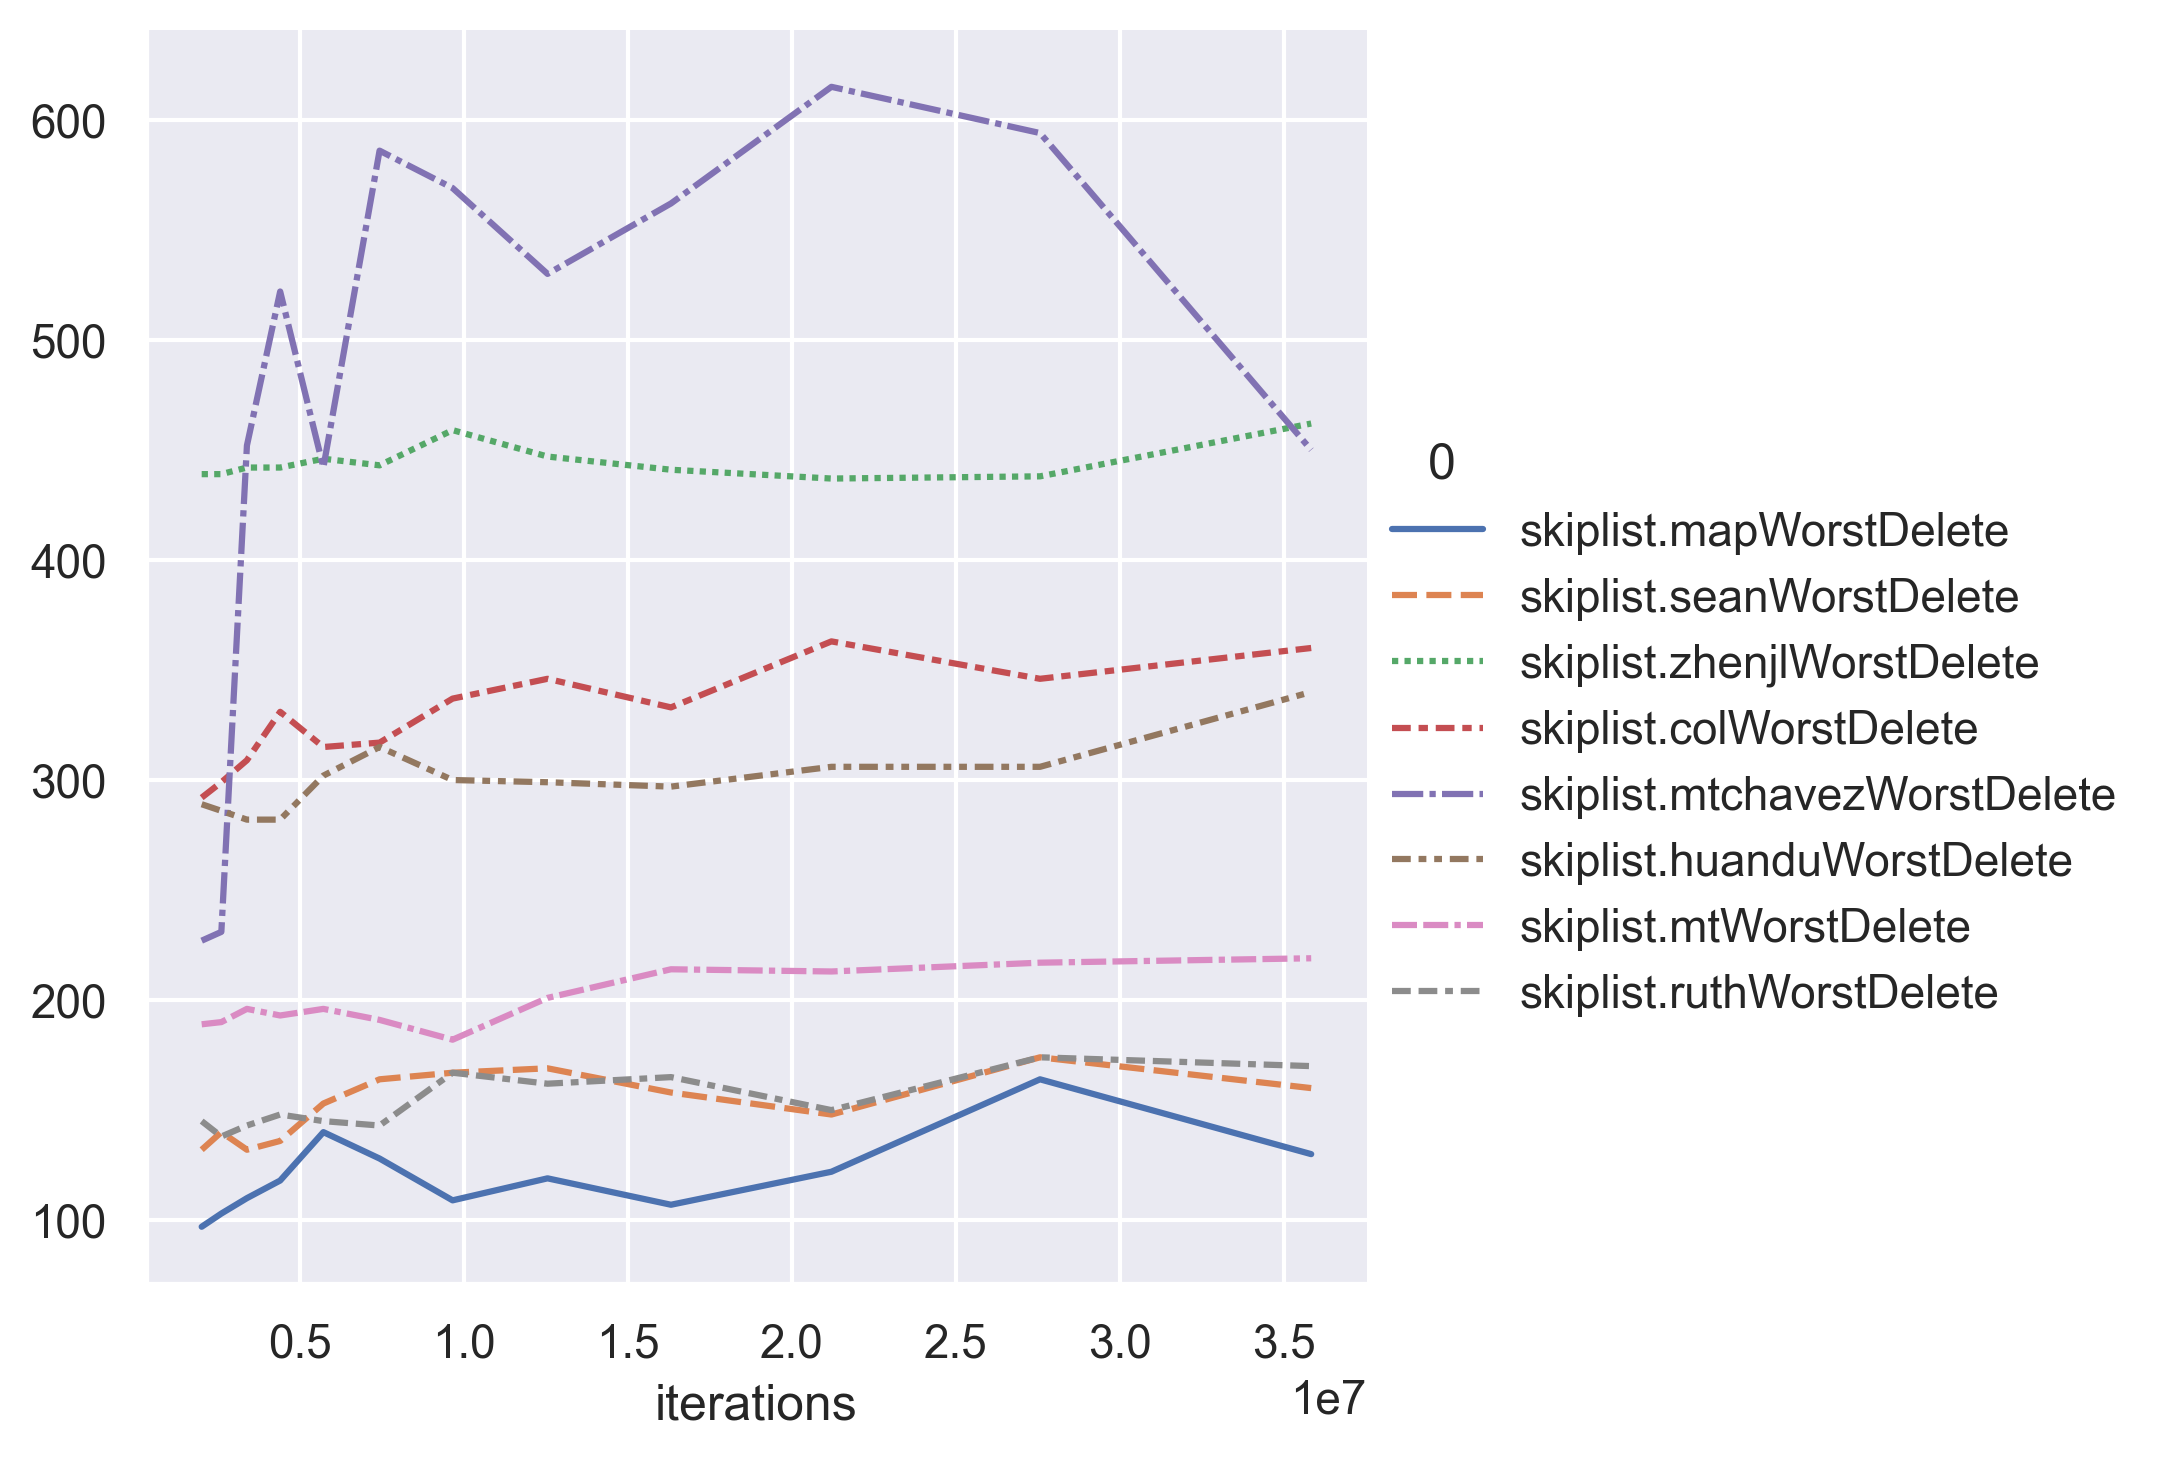 600
500
400
300
200
100
0.5 1.0 1.5 2.0 2.5 3.0 3.5
1e7
iterations
0
skiplist.mapWorstDelete
skiplist.seanWorstDelete
skiplist.zhenjlWorstDelete
skiplist.colWorstDelete
skiplist.mtchavezWorstDelete
skiplist.huanduWorstDelete
skiplist.mtWorstDelete
skiplist.ruthWorstDelete